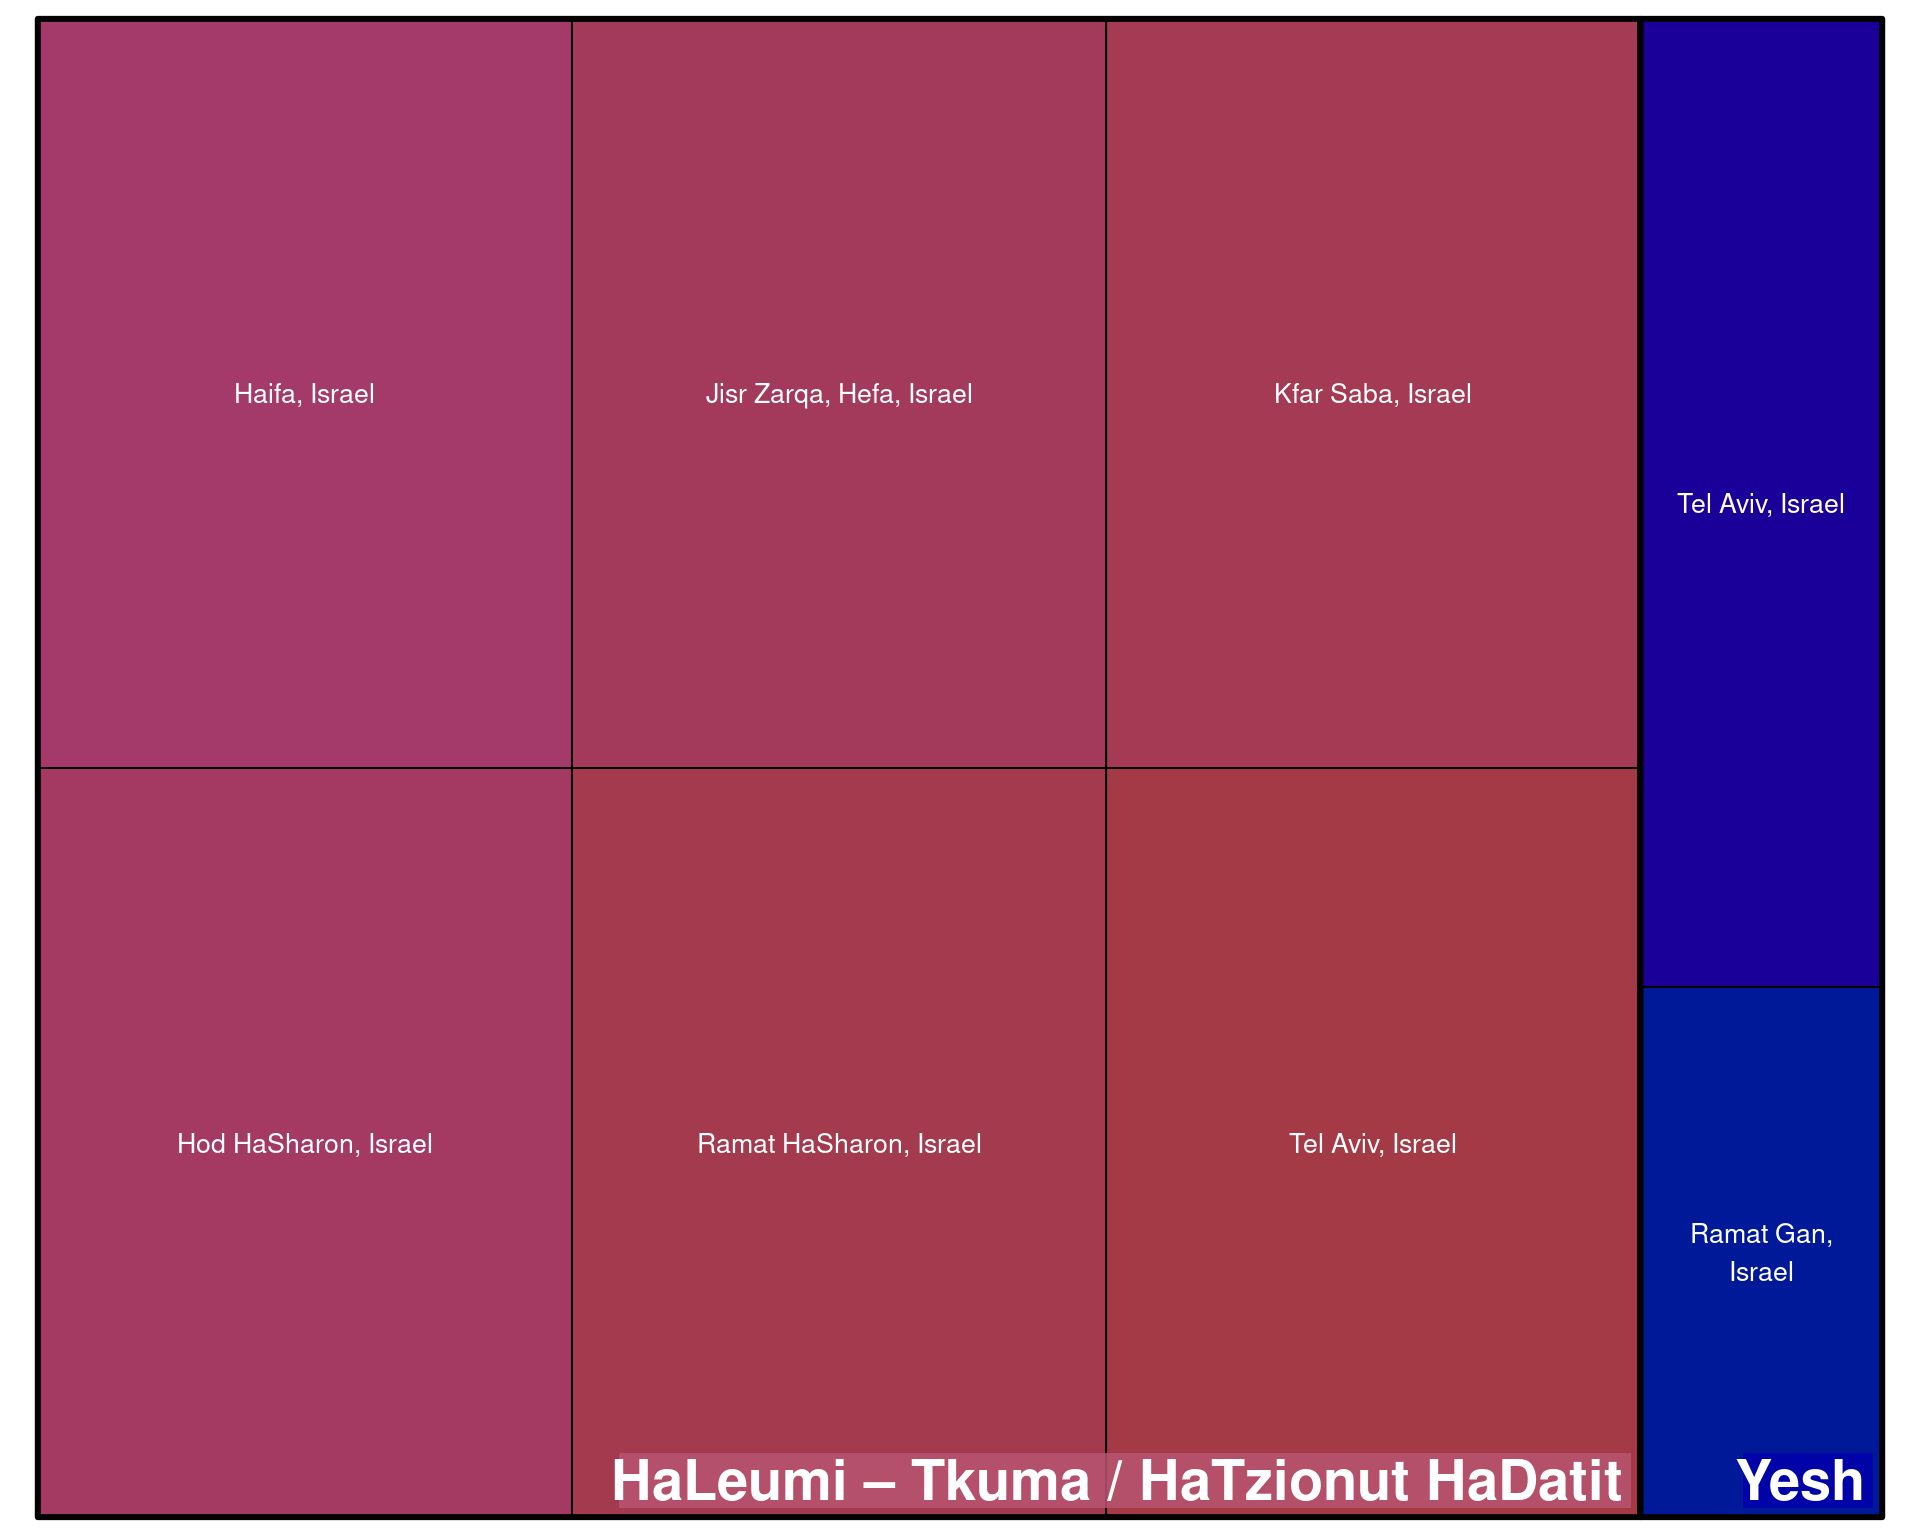 Haifa, Israel
Jisr Zarqa, Hefa, Israel
Kfar Saba, Israel
Tel Aviv, Israel
Hod HaSharon, Israel
Ramat HaSharon, Israel
Tel Aviv, Israel
Ramat Gan,
Israel
HaLeumi – Tkuma / HaTzionut HaDatit
Yesh